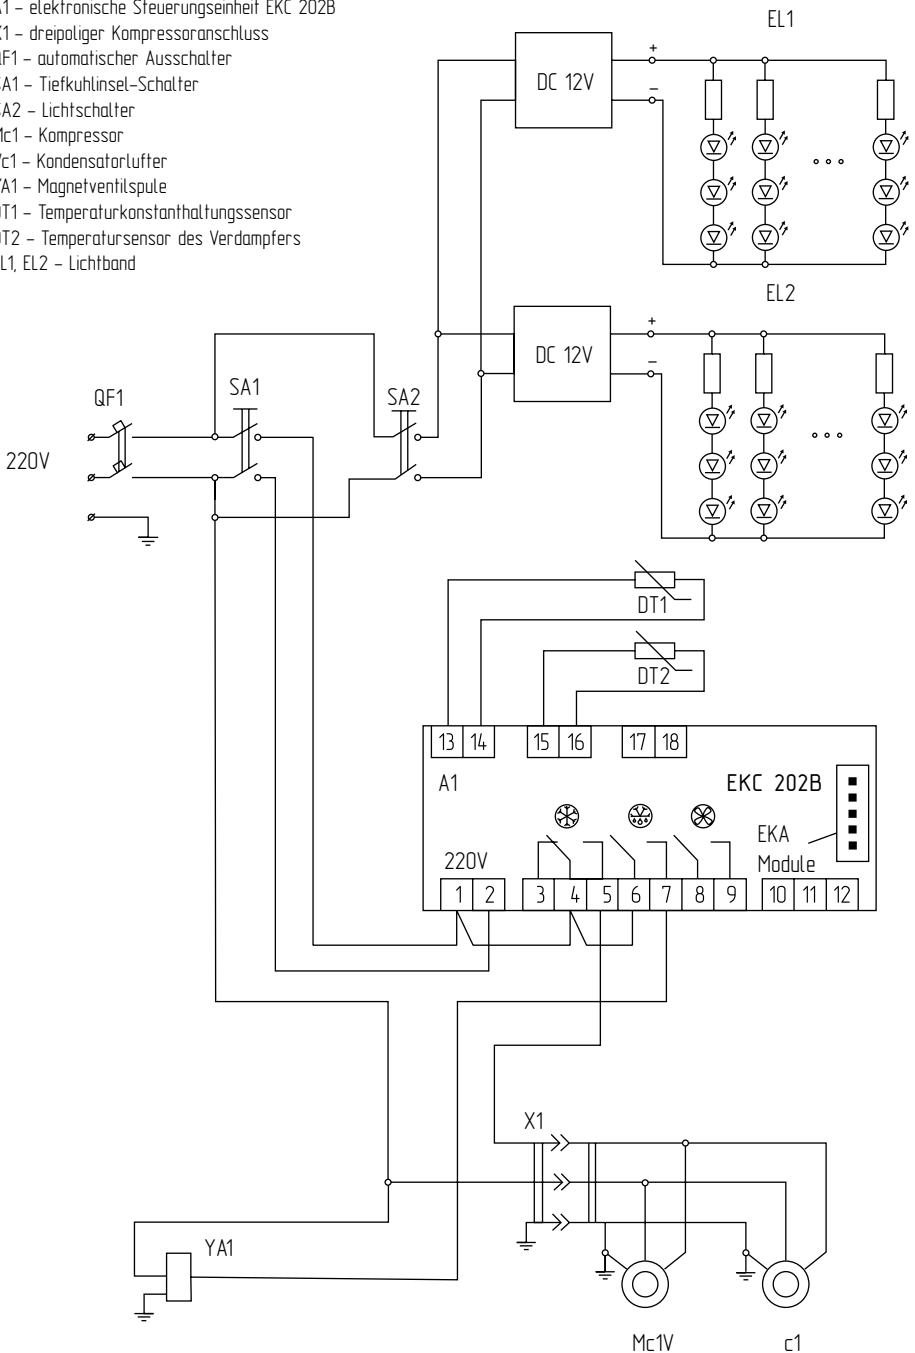 A1 – elektronische Steuerungseinheit EKC 202B
X1 – dreipoliger Kompressoranschluss
QF1 – automatischer Ausschalter
SA1 – Tiefkuhlinsel–Schalter
SA2 – Lichtschalter
Mc1 – Kompressor
Vc1 – Kondensatorlufter
YA1 – Magnetventilspule
DT1 – Temperaturkonstanthaltungssensor
DT2 – Temperatursensor des Verdampfers
EL1, EL2 – Lichtband
EL1
+
DC 12V
–
EL2
+
DC 12V
–
QF1
SA1
SA2
220V
DT1
DT2
13 14 15 16 17 18
A1
EKC 202B
EKA
Module
220V
1 2 3 4 5 6 7 8 9 10 11 12
X1
YA1
Mc1V
c1